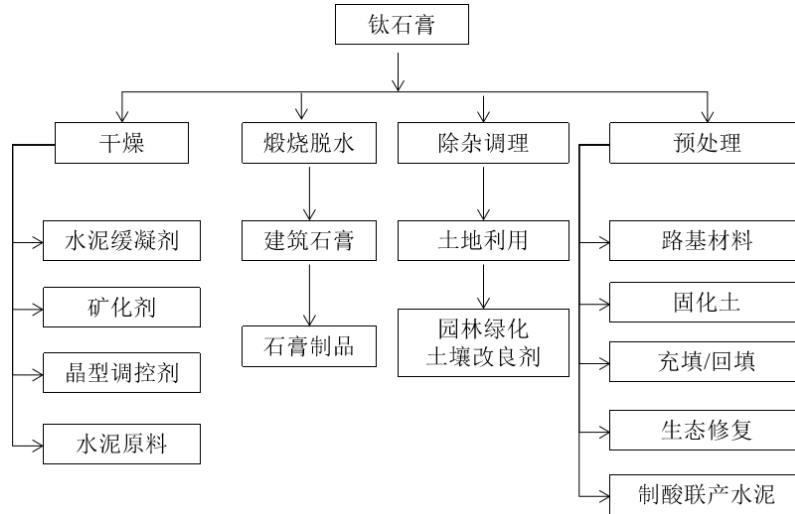 钛石膏
干燥
煅烧脱水
除杂调理
预处理
水泥缓凝剂
建筑石膏
土地利用
路基材料
矿化剂
固化土
石膏制品
园林绿化
土壤改良剂
晶型调控剂
充填/回填
水泥原料
生态修复
制酸联产水泥